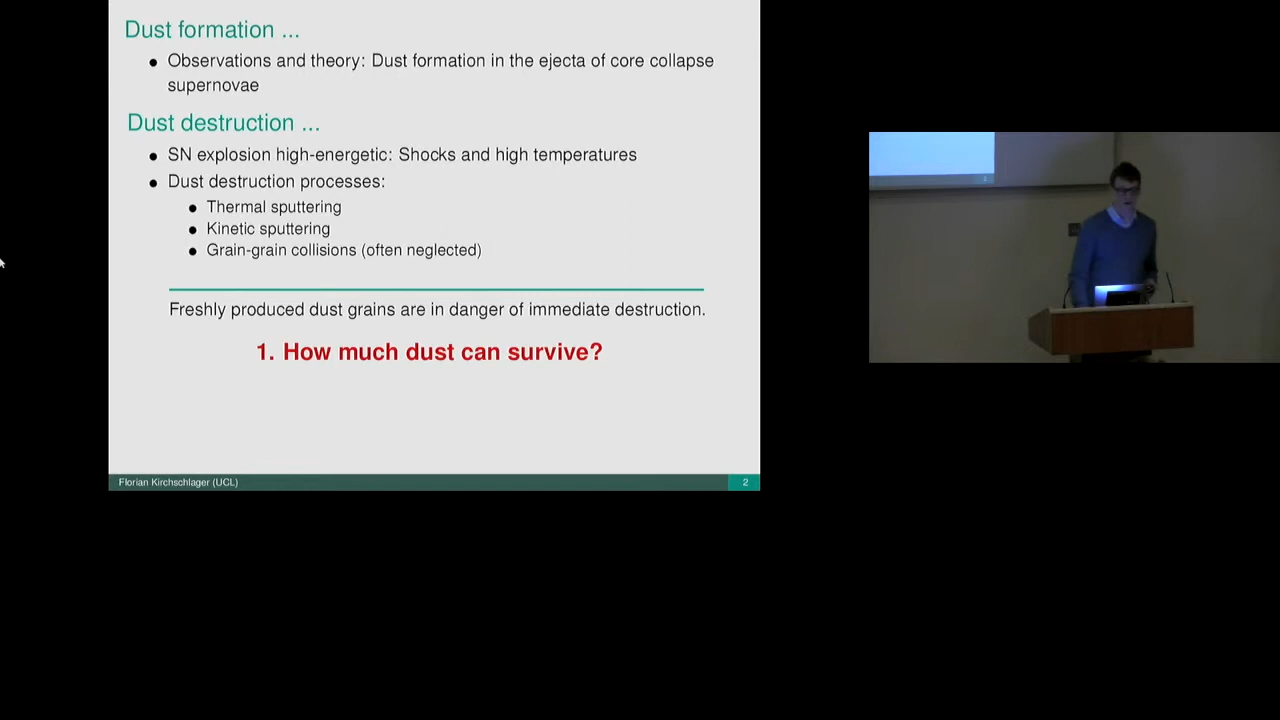 Dust formation ...
● Observations and theory: Dust formation in the ejecta of core collapse
supernovae
Dust destruction ...
● SN explosion high-energetic: Shocks and high temperatures
● Dust destruction processes:
● Thermal sputtering
● Kinetic sputtering
● Grain-grain collisions (often neglected)
Freshly produced dust grains are in danger of immediate destruction.
1. How much dust can survive?
Florian Kirchschlager (UCL) 2